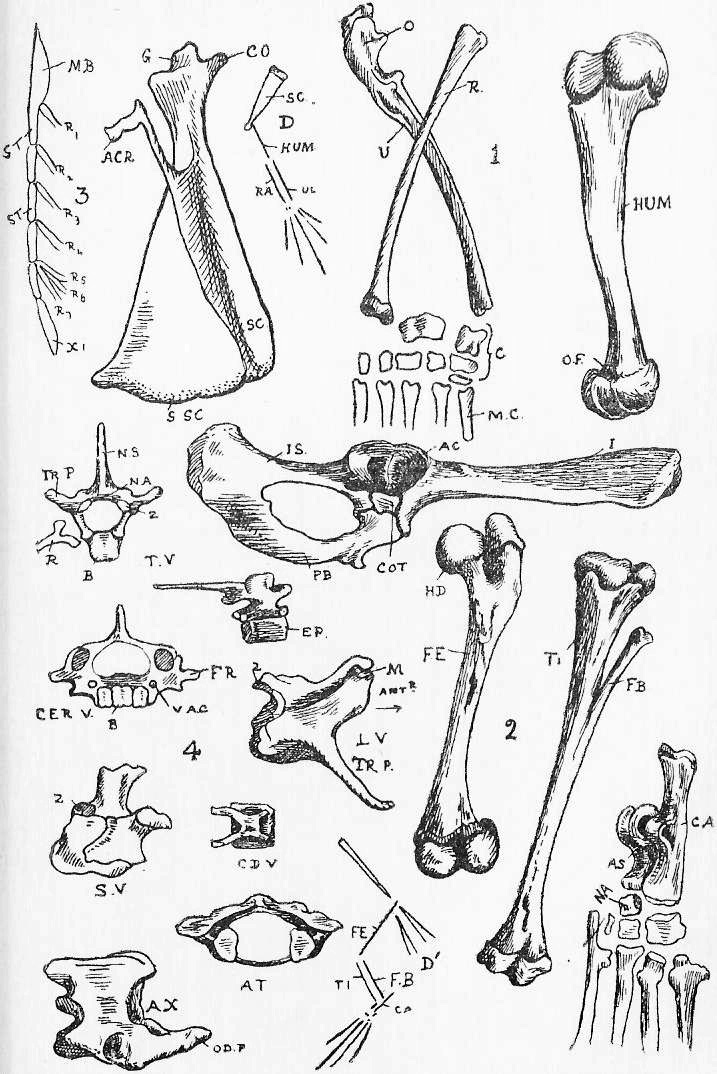 MB
R1
ST
R2
3
ST
R3
R4
R5
R6
R7
X1
G
CO
ACR
SC
S SC
SC.
D
HUM
RA
UL
O
R.
U
1
C
M.C.
HUM
O.F.
NS
TR P
NA
Z
R
B
T.V
IS.
AC
I
PB
COT
EP.
FR
CER V.
B
V.A.C
4
Z
M
ANTR.
L V
TR P.
HD
FE
2
TI
F.B
CA
AS
NA
Z
S.V
C D V
AT
FE
D'
TI
F.B
CA
AX
OD.P